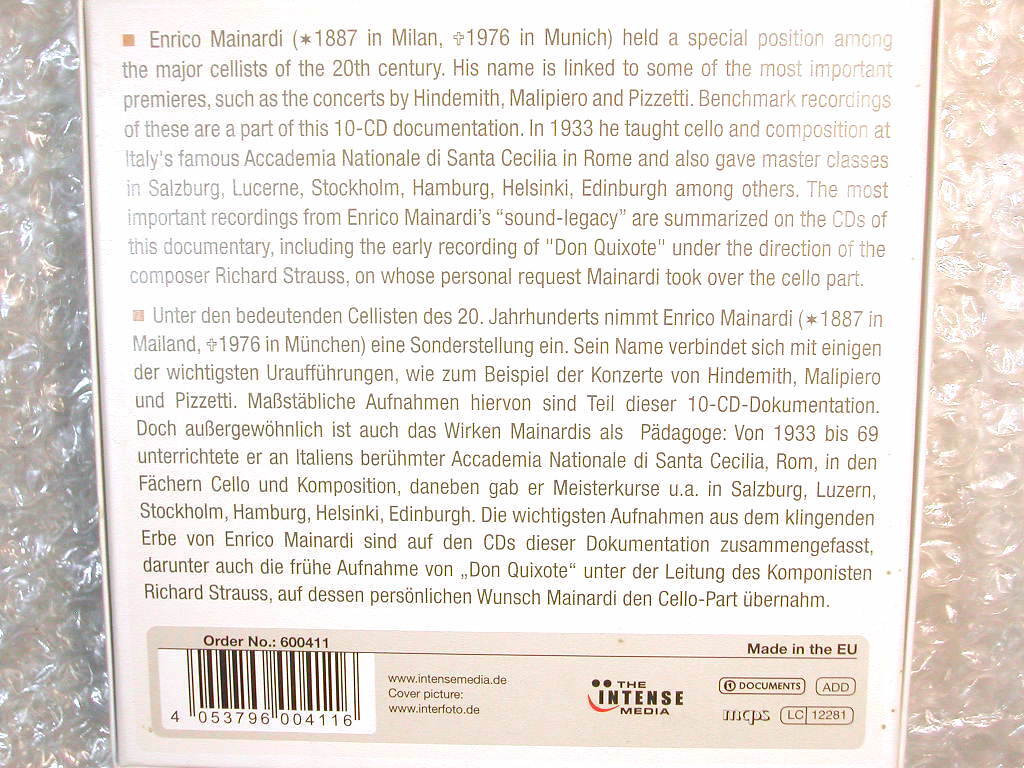 ■ Enrico Mainardi (✶1887 in Milan, ✞1976 in Munich) held a special position among
the major cellists of the 20th century. His name is linked to some of the most important
premieres, such as the concerts by Hindemith, Malipiero and Pizzetti. Benchmark recordings
of these are a part of this 10-CD documentation. In 1933 he taught cello and composition at
Italy's famous Accademia Nationale di Santa Cecilia in Rome and also gave master classes
in Salzburg, Lucerne, Stockholm, Hamburg, Helsinki, Edinburgh among others. The most
important recordings from Enrico Mainardi's “sound-legacy” are summarized on the CDs of
this documentary, including the early recording of "Don Quixote" under the direction of the
composer Richard Strauss, on whose personal request Mainardi took over the cello part.
■ Unter den bedeutenden Cellisten des 20. Jahrhunderts nimmt Enrico Mainardi (✶1887 in
Mailand, ✞1976 in München) eine Sonderstellung ein. Sein Name verbindet sich mit einigen
der wichtigsten Uraufführungen, wie zum Beispiel der Konzerte von Hindemith, Malipiero
und Pizzetti. Maßstäbliche Aufnahmen hiervon sind Teil dieser 10-CD-Dokumentation.
Doch außergewöhnlich ist auch das Wirken Mainardis als Pädagoge: Von 1933 bis 69
unterrichtete er an Italiens berühmter Accademia Nationale di Santa Cecilia, Rom, in den
Fächern Cello und Komposition, daneben gab er Meisterkurse u.a. in Salzburg, Luzern,
Stockholm, Hamburg, Helsinki, Edinburgh. Die wichtigsten Aufnahmen aus dem klingenden
Erbe von Enrico Mainardi sind auf den CDs dieser Dokumentation zusammengefasst,
darunter auch die frühe Aufnahme von „Don Quixote“ unter der Leitung des Komponisten
Richard Strauss, auf dessen persönlichen Wunsch Mainardi den Cello-Part übernahm.
Order No.: 600411
Made in the EU
4 053796 004116
www.intensemedia.de
Cover picture:
www.interfoto.de
THE
INTENSE
MEDIA
DOCUMENTS
ADD
mcps
LC 12281